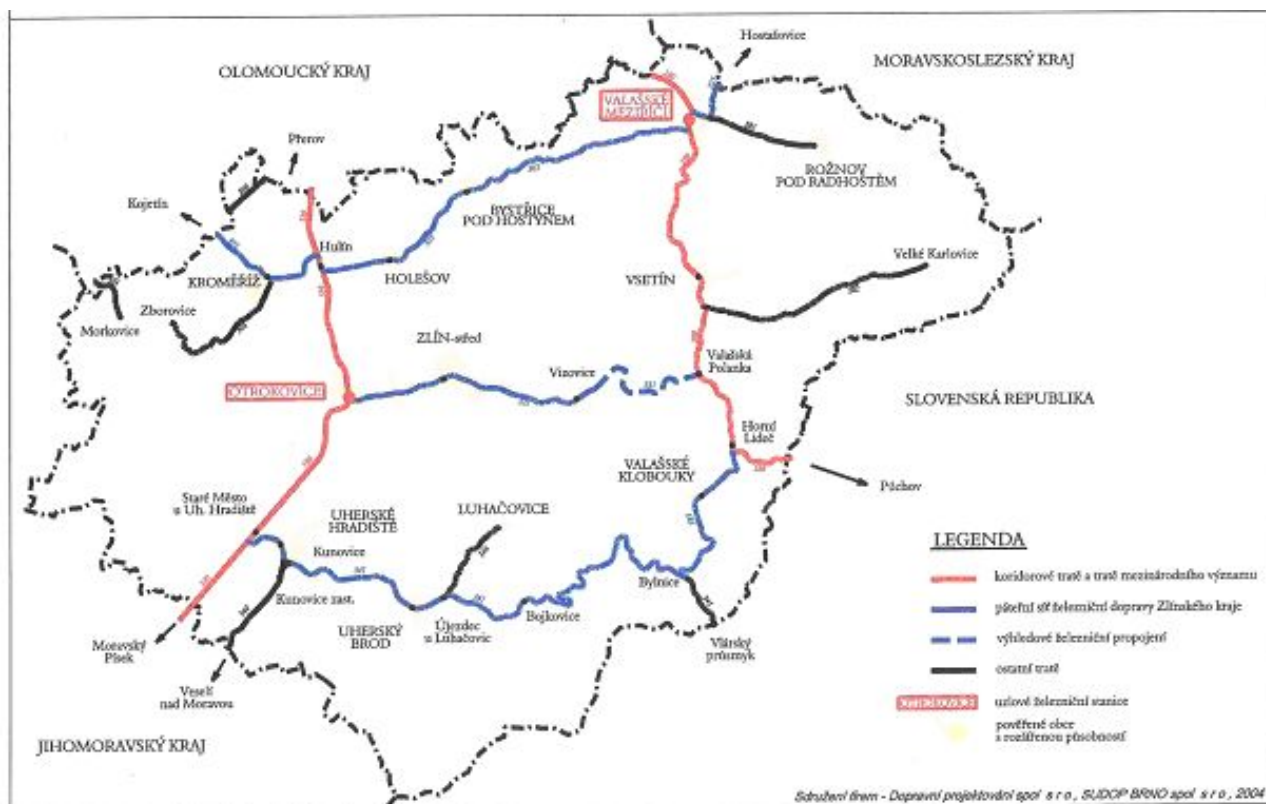 Hostašovice
OLOMOUCKÝ KRAJ
MORAVSKOSLEZSKÝ KRAJ
VALAŠSKÉ
MEZIŘÍČÍ
Přerov
ROŽNOV
POD RADHOŠTĚM
Kojetín
BYSTŘICE
POD HOSTÝNEM
Hulín
Velké Karlovice
KROMĚŘÍŽ
HOLEŠOV
VSETÍN
Zborovice
Morkovice
ZLÍN-střed
Valašská
Polanka
Vizovice
OTROKOVICE
SLOVENSKÁ REPUBLIKA
Horní
Lideč
VALAŠSKÉ
KLOBOUKY
Púchov
Staré Město
u Uh. Hradiště
UHERSKÉ
HRADIŠTĚ
LUHAČOVICE
LEGENDA
Kunovice
koridorové tratě a tratě mezinárodního významu
Bylnice
Kunovice zast.
páteřní síť železniční dopravy Zlínského kraje
Bojkovice
Újezdec
u Luhačovic
UHERSKÝ
BROD
výhledové železniční propojení
Moravský
Písek
Vlárský
průsmyk
ostatní tratě
Veselí
nad Moravou
OTROKOVICE
uzlové železniční stanice
pověřené obce
s rozšířenou působností
JIHOMORAVSKÝ KRAJ
Sdružení firem - Dopravní projektování spol s r o , SUDOP BRNO spol s r o , 2004